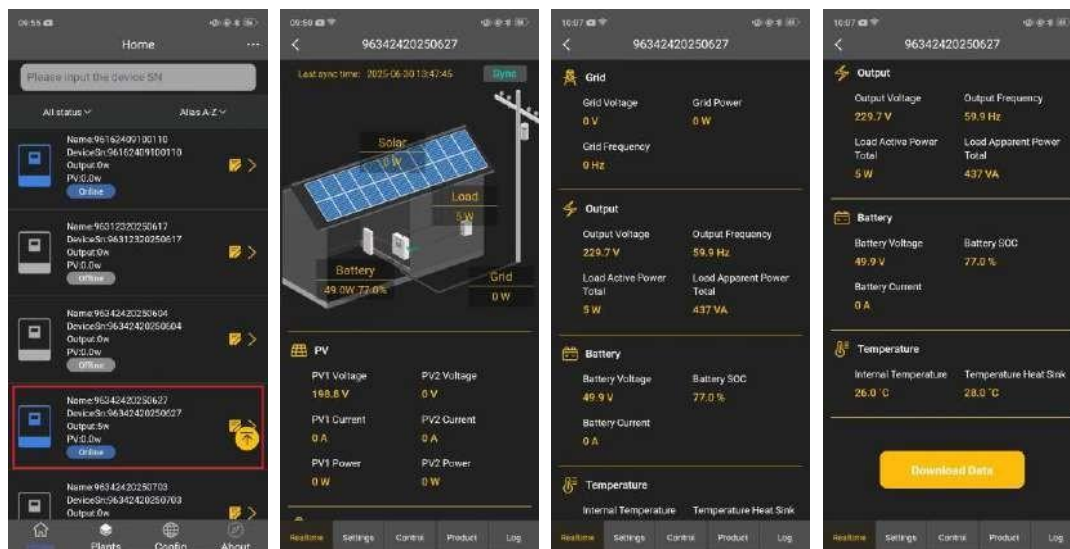 09:55
Home
Please input the device SN
All status
Alias A-Z
Name:96162409100110
DeviceSn:96162409100110
Output:0w
PV:0.0w
Online
Name:96312320250617
DeviceSn:96312320250617
Output:0w
PV:0.0w
Offline
Name:96342420250604
DeviceSn:96342420250604
Output:0w
PV:0.0w
Offline
Name:96342420250627
DeviceSn:96342420250627
Output:5w
PV:0.0w
Online
Name:96342420250703
DeviceSn:96342420250703
Output:0w
Plants
Config
About
09:59
96342420250627
Last sync time: 2025-06-30 13:47:45
Sync
Solar
Load
5 W
Battery
49.0W 77.0%
Grid
0 W
PV
PV1 Voltage
PV2 Voltage
198.8 V
0 V
PV1 Current
PV2 Current
0 A
0 A
PV1 Power
PV2 Power
0 W
0 W
Realtime
Settings
Control
Product
Log
10:07
96342420250627
Grid
Grid Voltage
Grid Power
0 V
0 W
Grid Frequency
0 Hz
Output
Output Voltage
Output Frequency
229.7 V
59.9 Hz
Load Active Power
Load Apparent Power
Total
Total
5 W
437 VA
Battery
Battery Voltage
Battery SOC
49.9 V
77.0 %
Battery Current
0 A
Temperature
Internal Temperature
Temperature Heat Sink
Realtime
Settings
Control
Product
Log
10:07
96342420250627
Output
Output Voltage
Output Frequency
229.7 V
59.9 Hz
Load Active Power
Load Apparent Power
Total
Total
5 W
437 VA
Battery
Battery Voltage
Battery SOC
49.9 V
77.0 %
Battery Current
0 A
Temperature
Internal Temperature
Temperature Heat Sink
26.0 °C
28.0 °C
Download Data
Realtime
Settings
Control
Product
Log